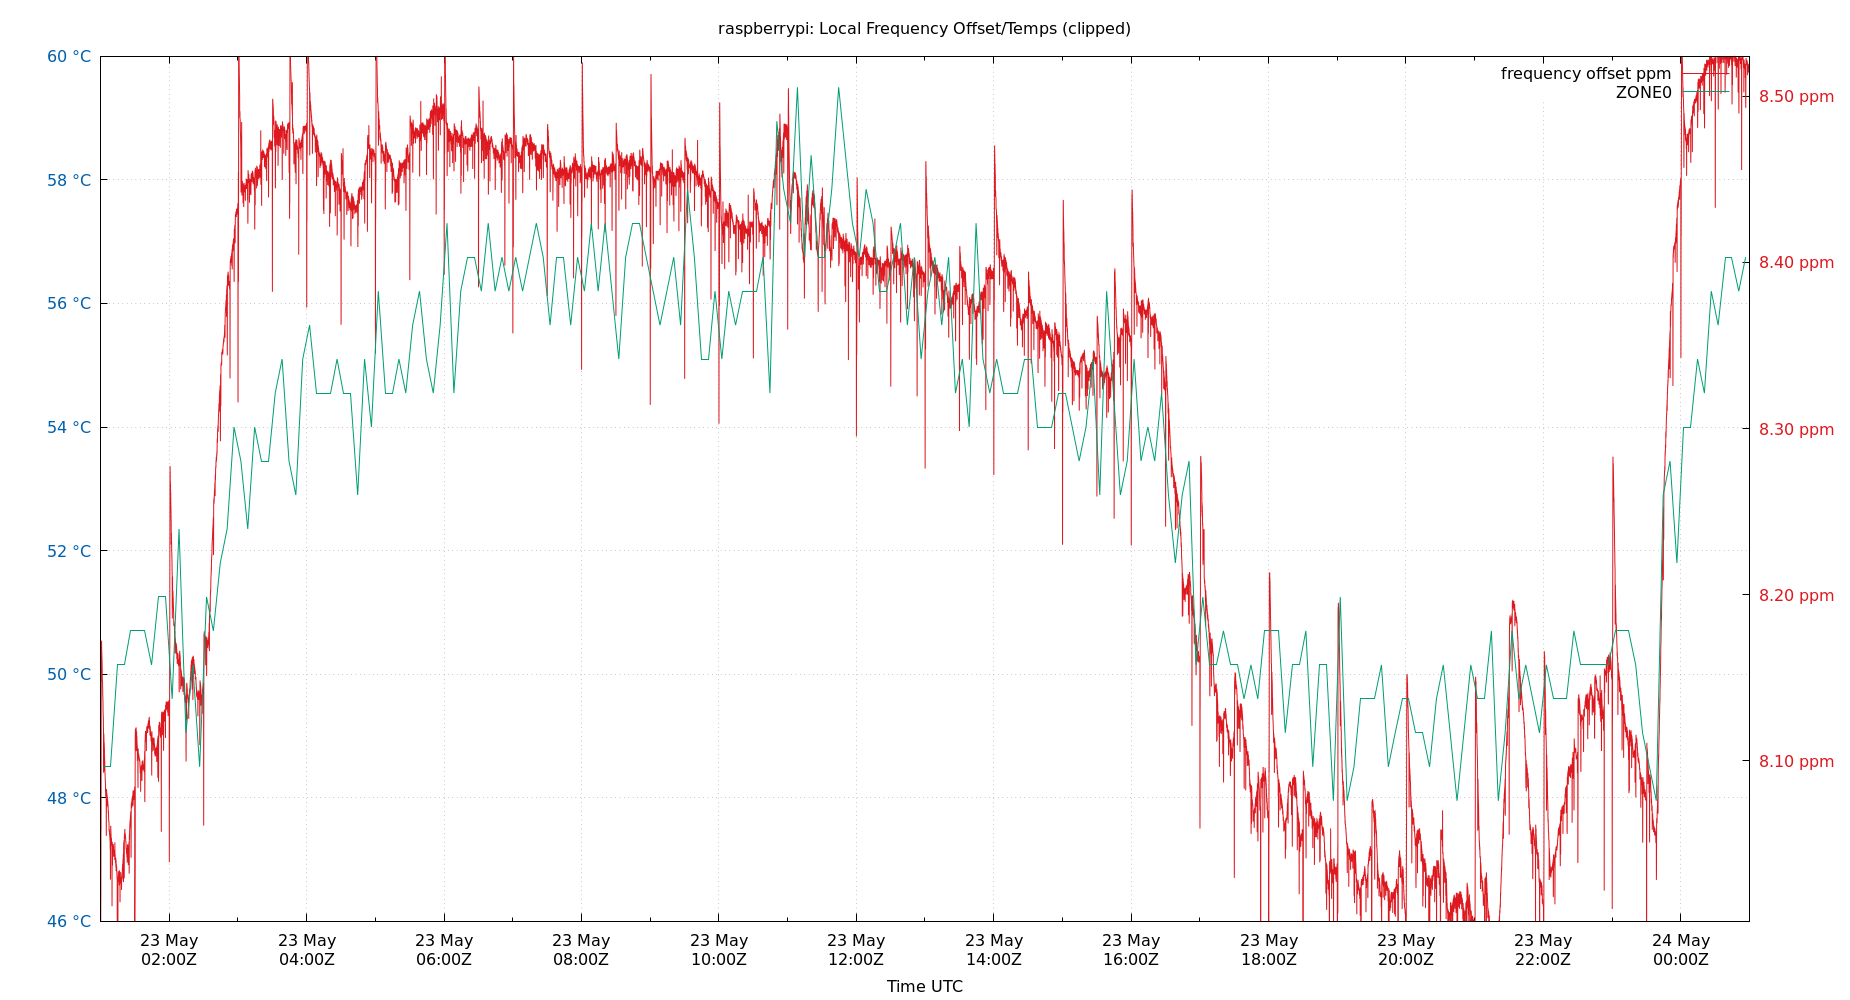 raspberrypi: Local Frequency Offset/Temps (clipped)
60 °C
58 °C
56 °C
54 °C
52 °C
50 °C
48 °C
46 °C
frequency offset ppm
ZONE0
8.50 ppm
8.40 ppm
8.30 ppm
8.20 ppm
8.10 ppm
23 May 23 May 23 May 23 May 23 May 23 May 23 May 23 May 23 May 23 May 23 May 24 May
02:00Z 04:00Z 06:00Z 08:00Z 10:00Z 12:00Z 14:00Z 16:00Z 18:00Z 20:00Z 22:00Z 00:00Z
Time UTC